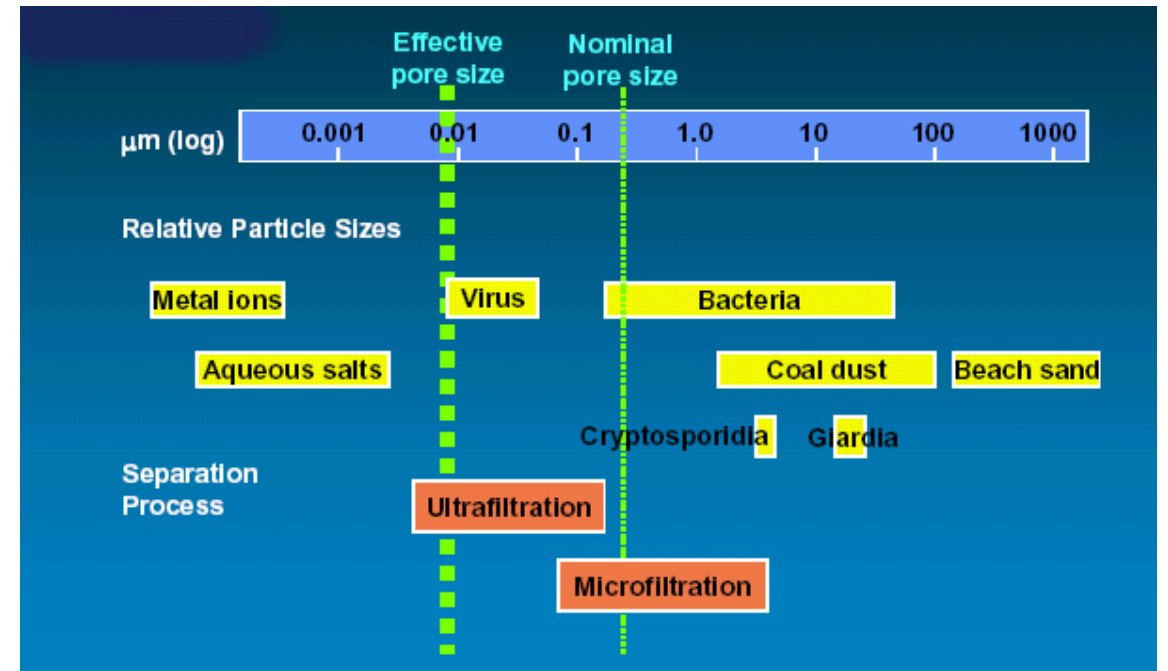 Effective
pore size
Nominal
pore size
µm (log)
0.001 0.01 0.1 1.0 10 100 1000
Relative Particle Sizes
Metal ions
Virus
Bacteria
Aqueous salts
Coal dust
Beach sand
Cryptosporidia
Giardia
Separation
Process
Ultrafiltration
Microfiltration